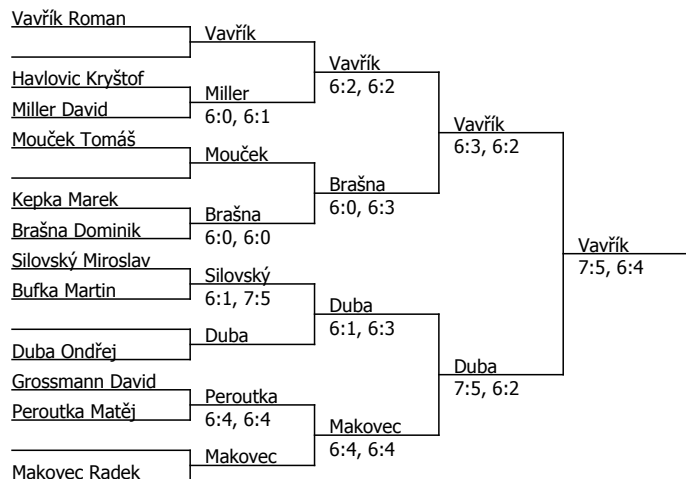 Vavřík Roman
Havlovic Kryštof
Miller David
Mouček Tomáš
Kepka Marek
Brašna Dominik
Silovský Miroslav
Bufka Martin
Duba Ondřej
Grossmann David
Peroutka Matěj
Makovec Radek
Vavřík
Miller
6:0, 6:1
Mouček
Brašna
6:0, 6:0
Silovský
6:1, 7:5
Duba
Peroutka
6:4, 6:4
Makovec
Vavřík
6:2, 6:2
Brašna
6:0, 6:3
Duba
6:1, 6:3
Makovec
6:4, 6:4
Vavřík
6:3, 6:2
Duba
7:5, 6:2
Vavřík
7:5, 6:4